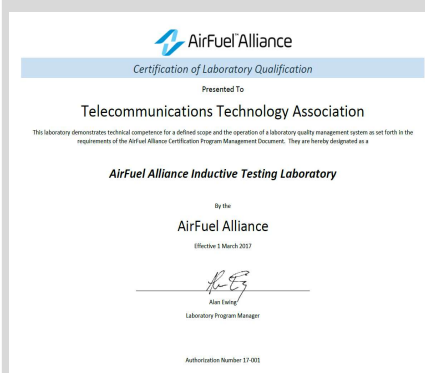 AirFuel™Alliance
Certification of Laboratory Qualification
Presented To
Telecommunications Technology Association
This laboratory demonstrates technical competence for a defined scope and the operation of a laboratory quality management system as set forth in the
requirements of the AirFuel Alliance Certification Program Management Document. They are hereby designated as a
AirFuel Alliance Inductive Testing Laboratory
By the
AirFuel Alliance
Effective 1 March 2017
Alan Ewing
Laboratory Program Manager
Authorization Number 17-001